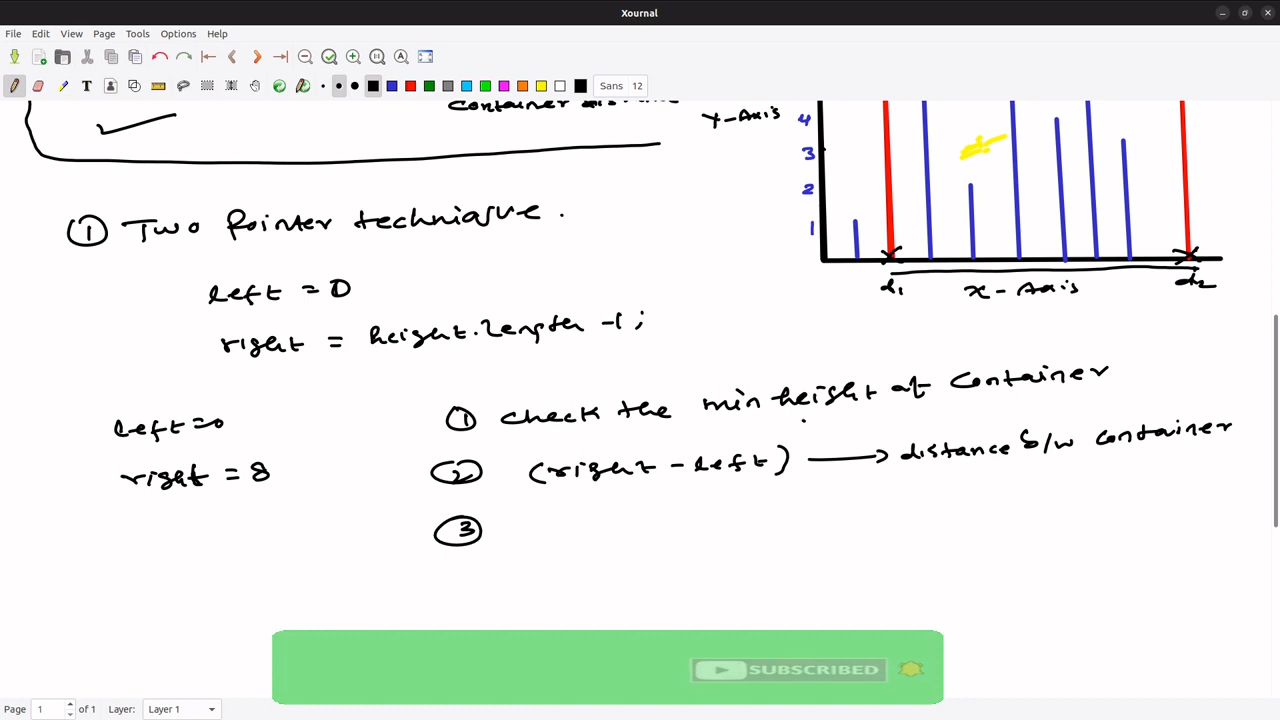 Xournal
File Edit View Page Tools Options Help
Sans 12
Container
Y-Axis
4
3
2
1
d1 x-Axis d2
① Two Pointer technique.
left = 0
right = height.length -1;
left=0
right = 8
① check the min height of Container
② (right - left) → distance b/w container
③
SUBSCRIBED
Page 1 of 1 Layer: Layer 1